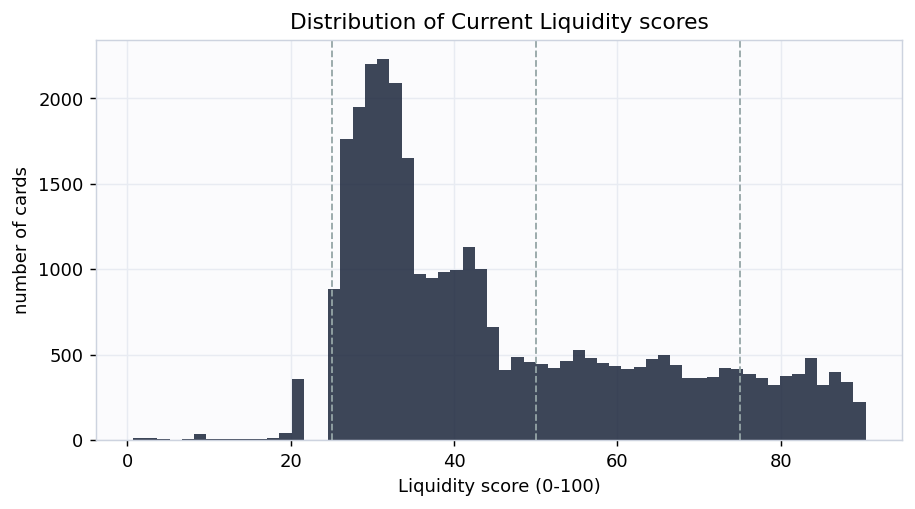 Distribution of Current Liquidity scores
number of cards
2000
1500
1000
500
0
0 20 40 60 80
Liquidity score (0-100)